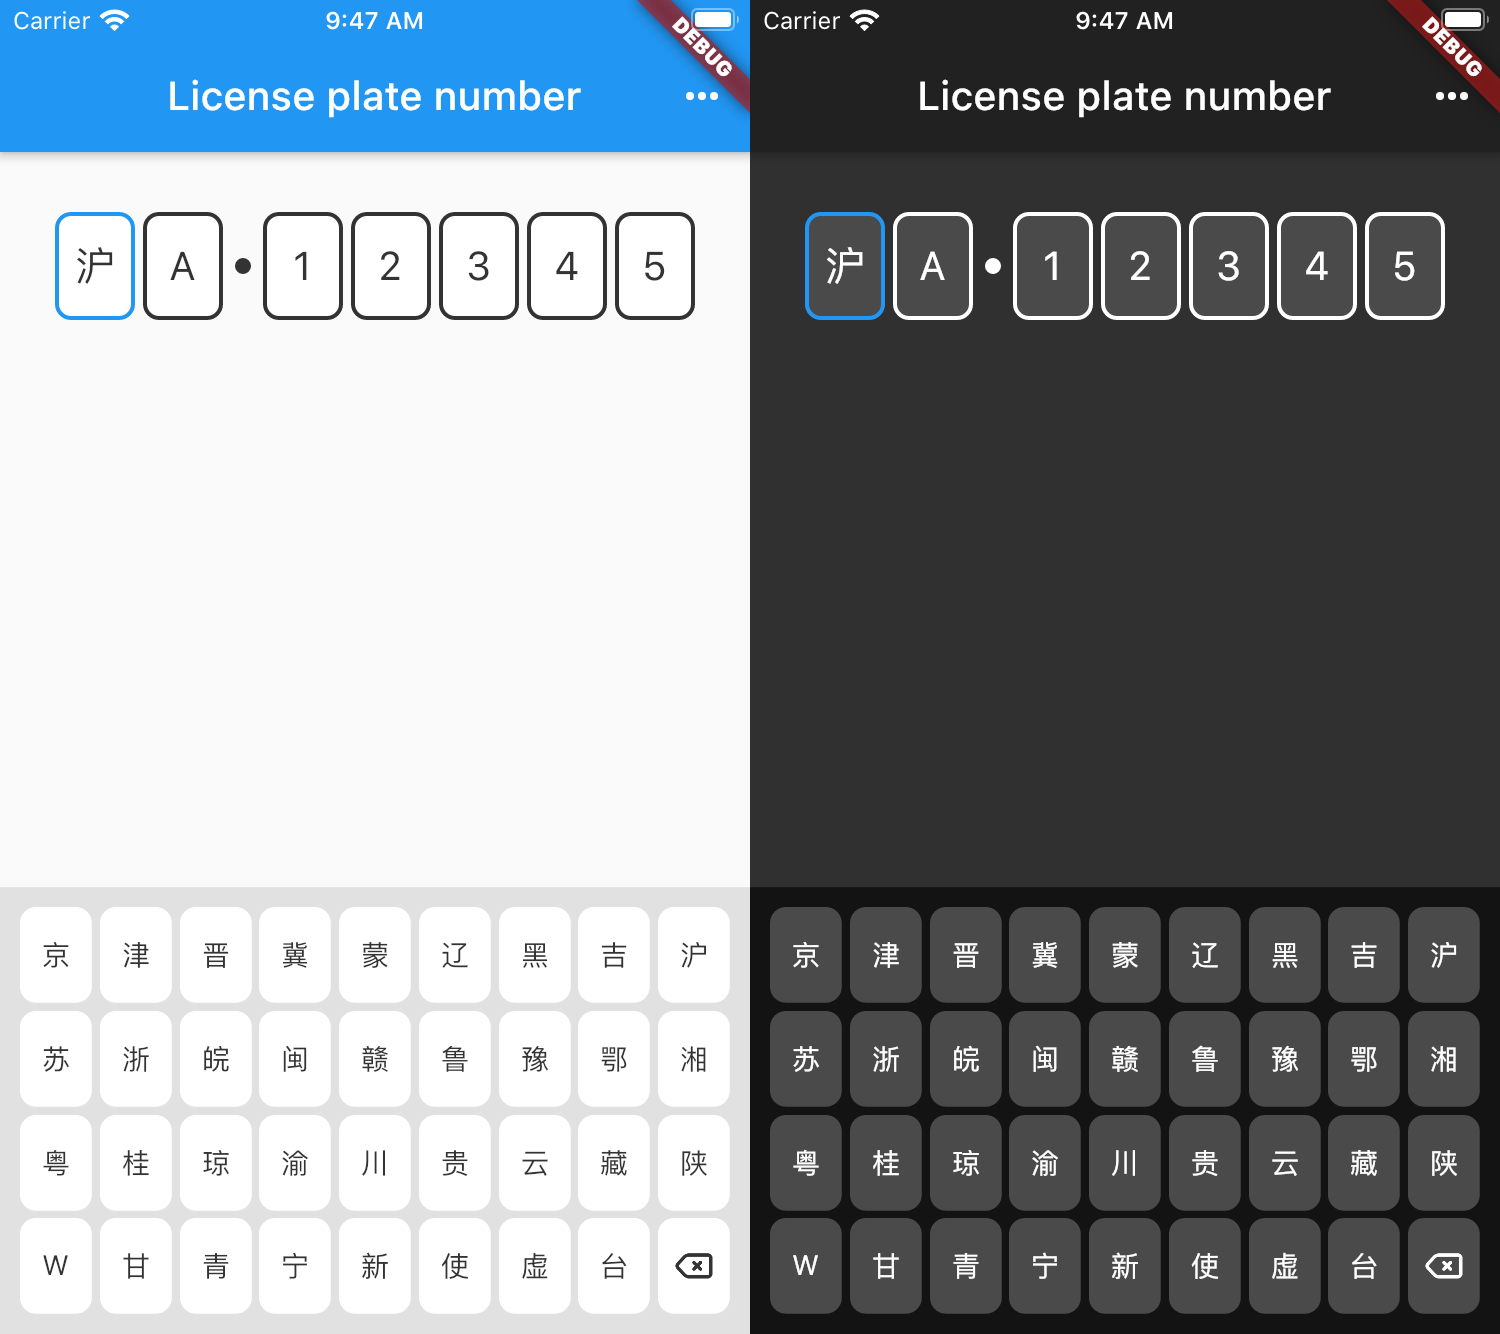 Carrier 9:47 AM
DEBUG
License plate number
沪 A • 1 2 3 4 5
京 津 晋 冀 蒙 辽 黑 吉 沪
苏 浙 皖 闽 赣 鲁 豫 鄂 湘
粤 桂 琼 渝 川 贵 云 藏 陕
W 甘 青 宁 新 使 虚 台
Carrier 9:47 AM
DEBUG
License plate number
沪 A • 1 2 3 4 5
京 津 晋 冀 蒙 辽 黑 吉 沪
苏 浙 皖 闽 赣 鲁 豫 鄂 湘
粤 桂 琼 渝 川 贵 云 藏 陕
W 甘 青 宁 新 使 虚 台